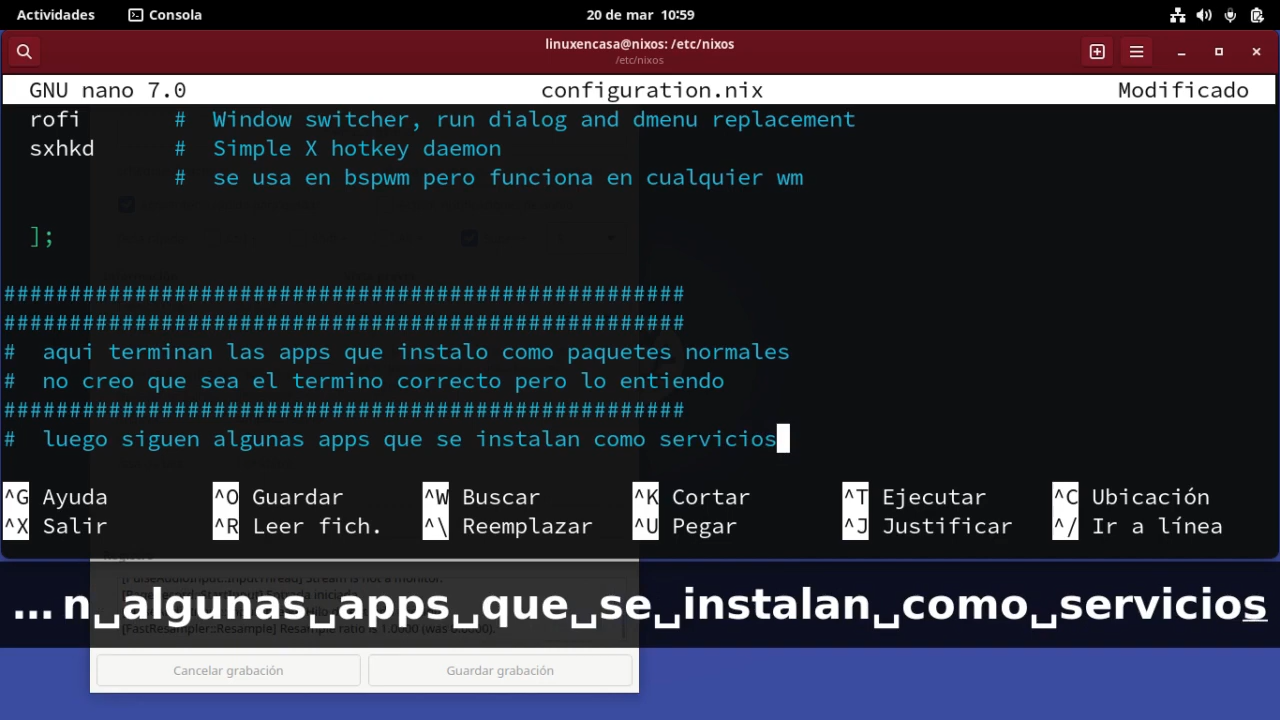 Actividades Consola 20 de mar 10:59
linuxencasa@nixos: /etc/nixos
/etc/nixos
GNU nano 7.0 configuration.nix Modificado
rofi # Window switcher, run dialog and dmenu replacement
sxhkd # Simple X hotkey daemon
# se usa en bspwm pero funciona en cualquier wm
];
####################################################
####################################################
# aqui terminan las apps que instalo como paquetes normales
# no creo que sea el termino correcto pero lo entiendo
####################################################
# luego siguen algunas apps que se instalan como servicios
^G Ayuda ^O Guardar ^W Buscar ^K Cortar ^T Ejecutar ^C Ubicación
^X Salir ^R Leer fich. ^\ Reemplazar ^U Pegar ^J Justificar ^/ Ir a línea
...n␣algunas␣apps␣que␣se␣instalan␣como␣servicios
Cancelar grabación Guardar grabación